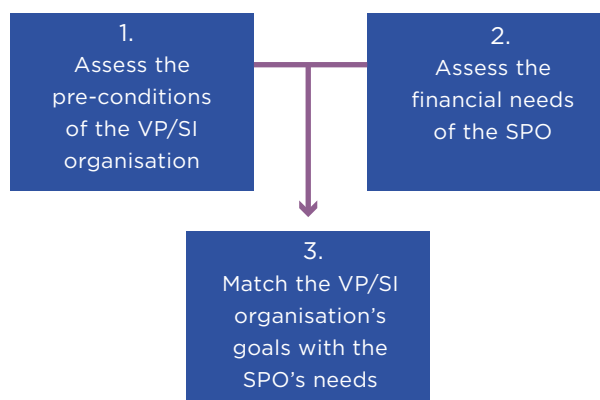 1.
Assess the
pre-conditions
of the VP/SI
organisation
2.
Assess the
financial needs
of the SPO
3.
Match the VP/SI
organisation’s
goals with the
SPO’s needs